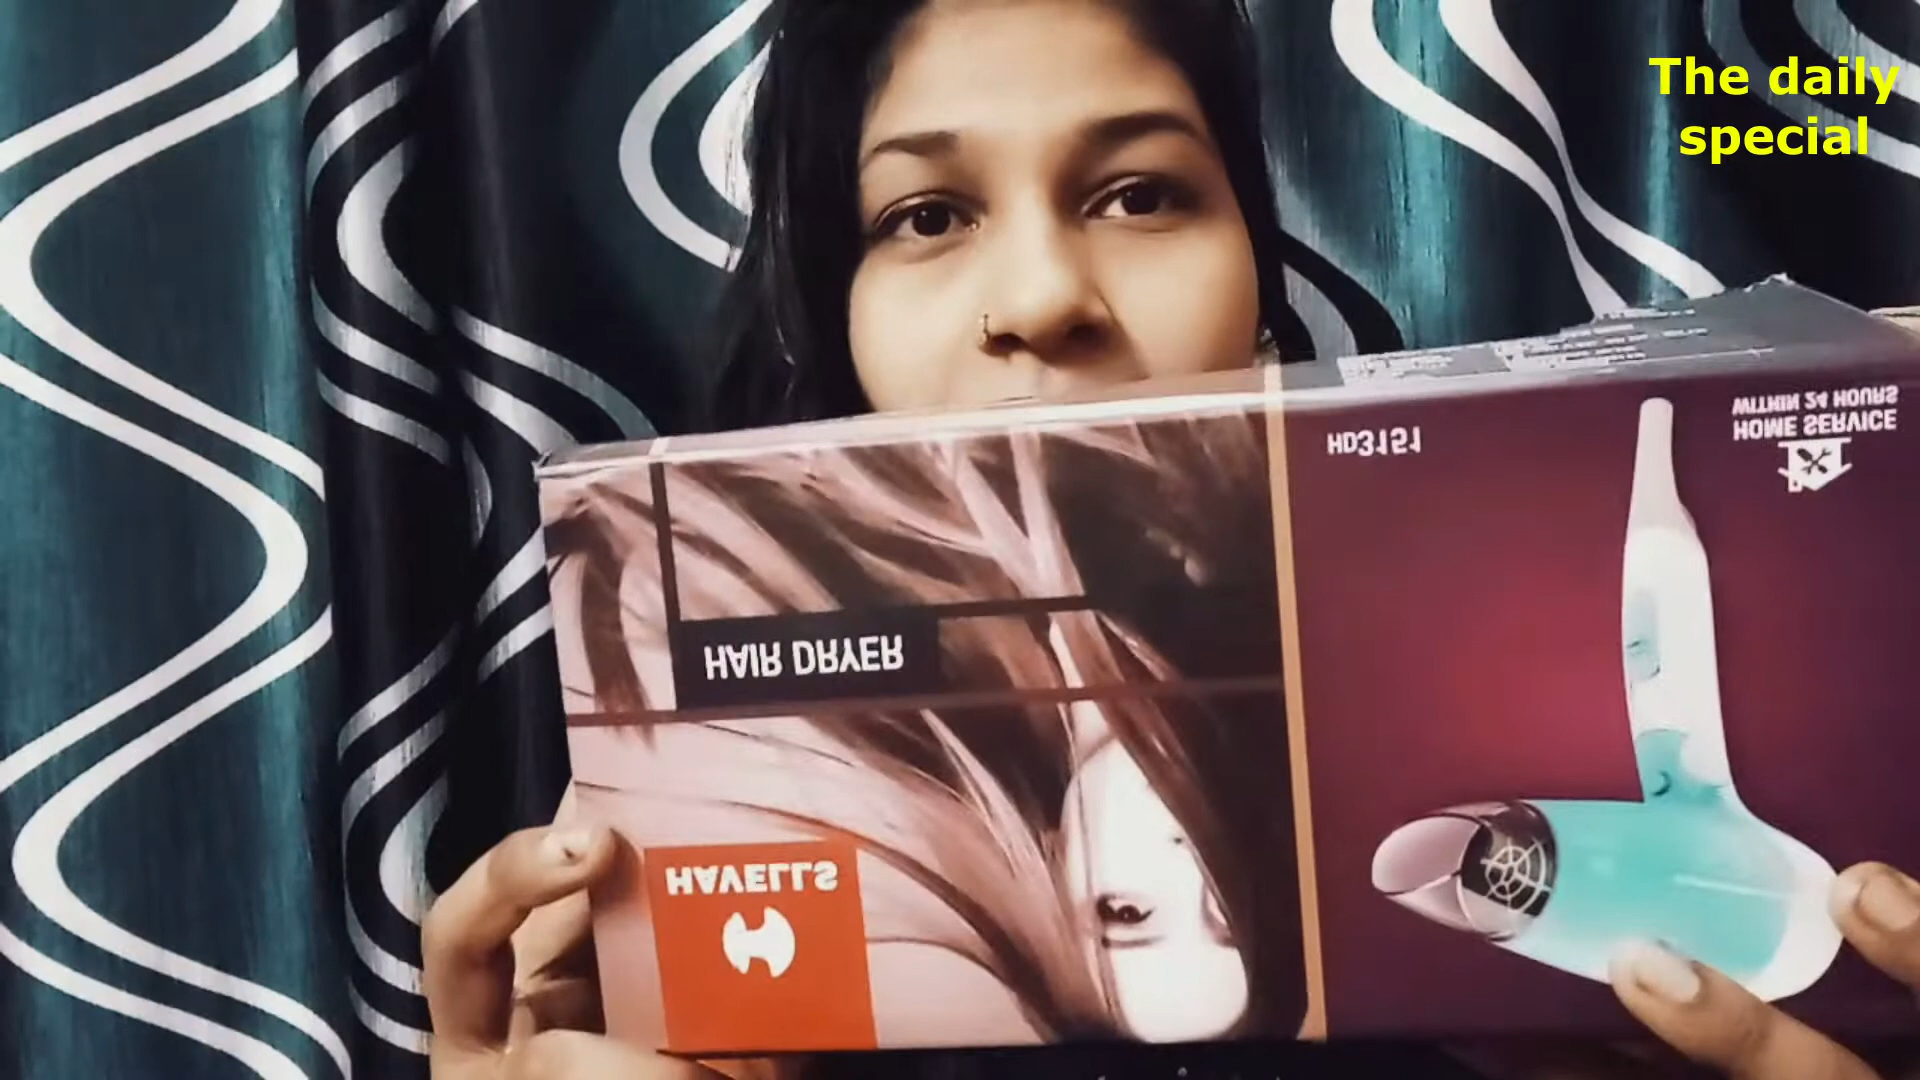 The daily
special
WITHIN 24 HOURS
HOME SERVICE
HD3151
HAIR DRYER
HAVELLS